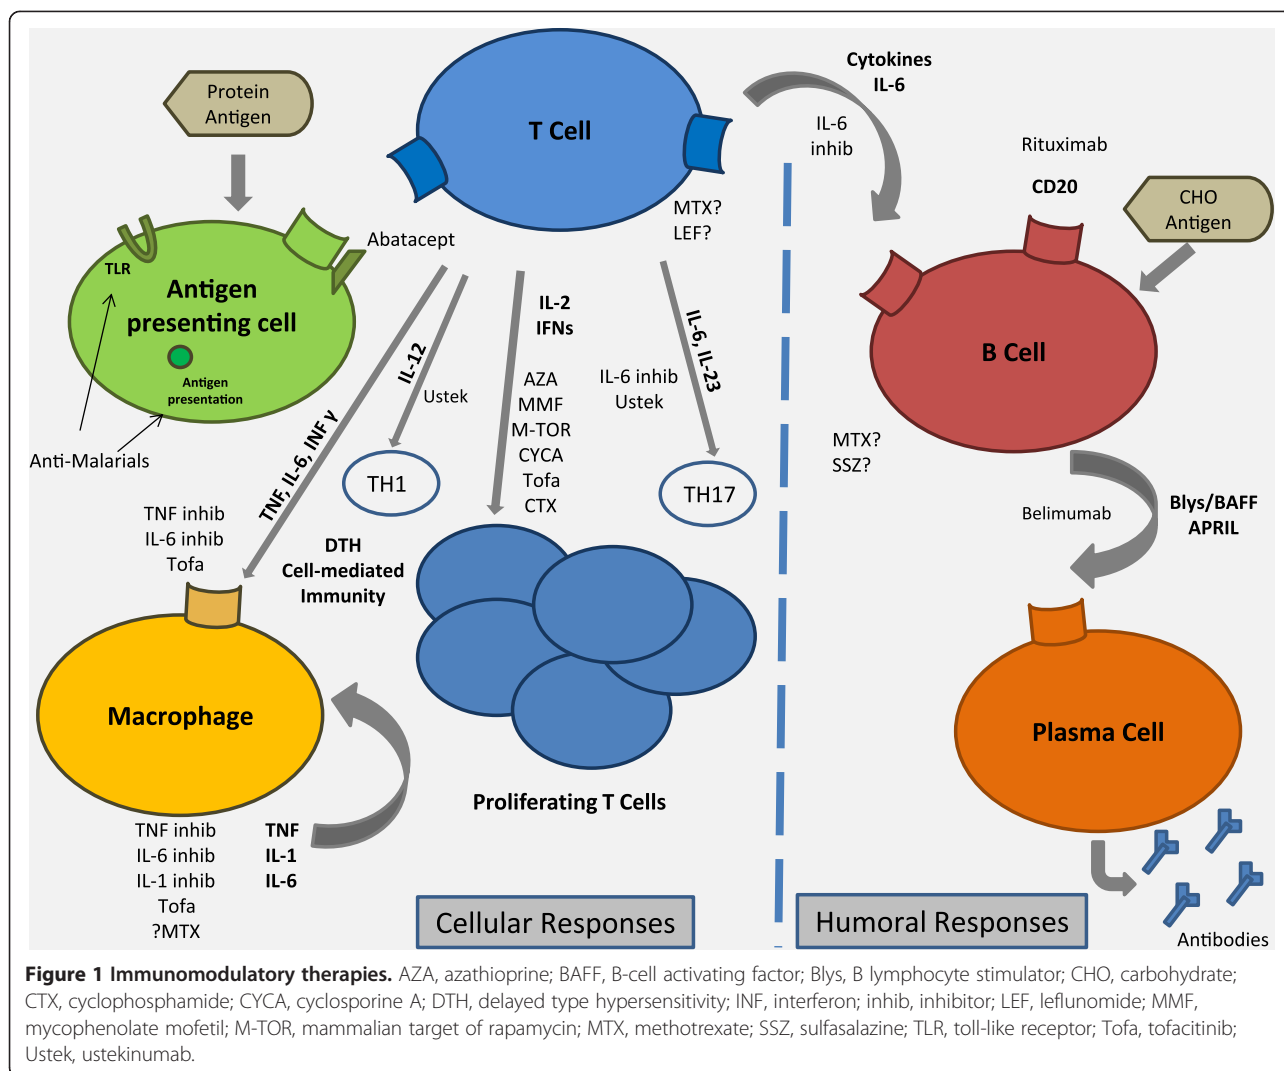 Protein
Antigen
TLR
Antigen
presenting cell
Antigen
presentation
Anti-Malarials
T Cell
Abatacept
MTX?
LEF?
Cytokines
IL-6
IL-6
inhib
Rituximab
CD20
CHO
Antigen
B Cell
MTX?
SSZ?
Belimumab
Blys/BAFF
APRIL
Plasma Cell
Antibodies
TNF, IL-6, INF γ
IL-12
Ustek
TH1
IL-2
IFNs
AZA
MMF
M-TOR
CYCA
Tofa
CTX
IL-6, IL-23
IL-6 inhib
Ustek
TH17
TNF inhib
IL-6 inhib
Tofa
DTH
Cell-mediated
Immunity
Macrophage
TNF inhib
IL-6 inhib
IL-1 inhib
Tofa
?MTX
TNF
IL-1
IL-6
Proliferating T Cells
Cellular Responses
Humoral Responses
Figure 1 Immunomodulatory therapies. AZA, azathioprine; BAFF, B-cell activating factor; Blys, B lymphocyte stimulator; CHO, carbohydrate;
CTX, cyclophosphamide; CYCA, cyclosporine A; DTH, delayed type hypersensitivity; INF, interferon; inhib, inhibitor; LEF, leflunomide; MMF,
mycophenolate mofetil; M-TOR, mammalian target of rapamycin; MTX, methotrexate; SSZ, sulfasalazine; TLR, toll-like receptor; Tofa, tofacitinib;
Ustek, ustekinumab.